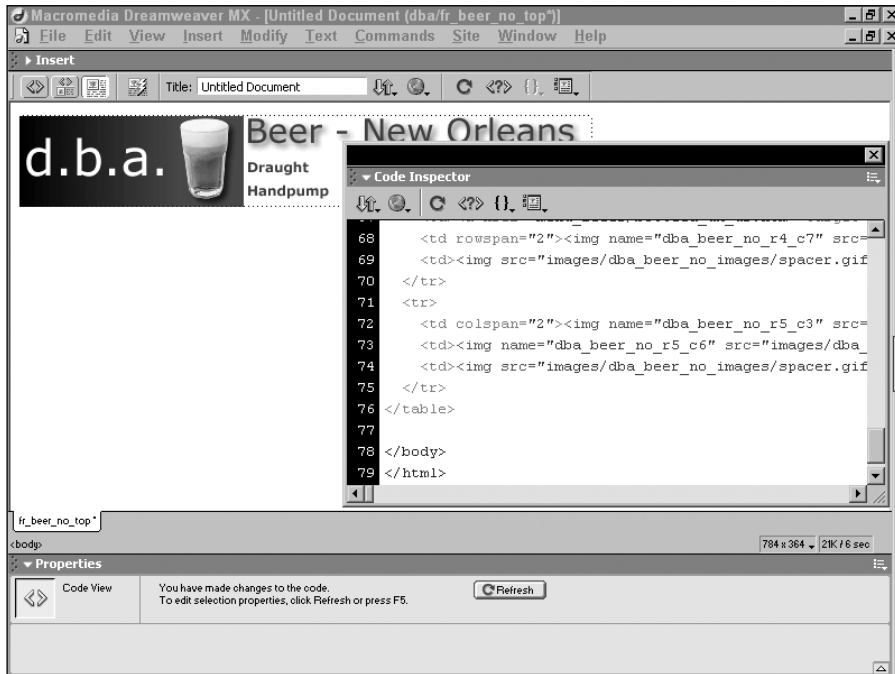 Macromedia Dreamweaver MX - [Untitled Document (dba/fr_beer_no_top*)]
File Edit View Insert Modify Text Commands Site Window Help
Insert
Title: Untitled Document
d.b.a.
Beer - New Orleans
Draught
Handpump
Code Inspector
68 <td rowspan="2"><img name="dba_beer_no_r4_c7" src=
69 <td><img src="images/dba_beer_no_images/spacer.gif
70 </tr>
71 <tr>
72 <td colspan="2"><img name="dba_beer_no_r5_c3" src=
73 <td><img name="dba_beer_no_r5_c6" src="images/dba_
74 <td><img src="images/dba_beer_no_images/spacer.gif
75 </tr>
76 </table>
77
78 </body>
79 </html>
fr_beer_no_top*
<body>
784 x 364 21K / 6 sec
Properties
Code View
You have made changes to the code.
To edit selection properties, click Refresh or press F5.
Refresh